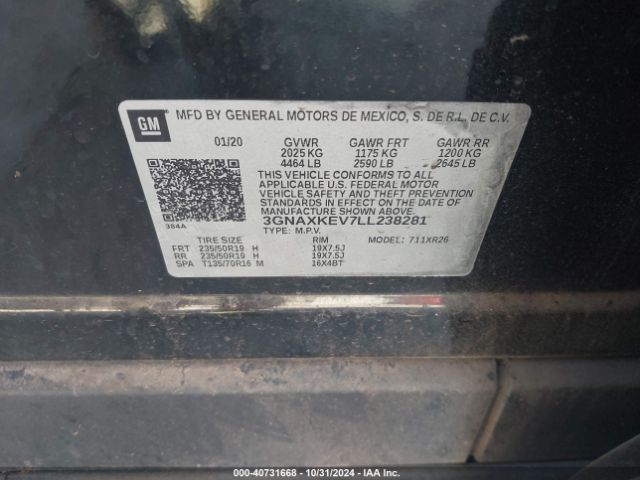 GM MFD BY GENERAL MOTORS DE MEXICO, S. DE R.L. DE C.V.
01/20 GVWR GAWR FRT GAWR RR
2025 KG 1175 KG 1200 KG
4464 LB 2590 LB 2645 LB
THIS VEHICLE CONFORMS TO ALL
APPLICABLE U.S. FEDERAL MOTOR
VEHICLE SAFETY AND THEFT PREVENTION
STANDARDS IN EFFECT ON THE DATE OF
MANUFACTURE SHOWN ABOVE.
384A 3GNAXKEV7LL238281
TYPE: M.P.V.
TIRE SIZE RIM MODEL: 711XR26
FRT 235/50R19 H 19X7.5J
RR 235/50R19 H 19X7.5J
SPA T135/70R16 M 16X4BT
000-40731668 - 10/31/2024 - IAA Inc.